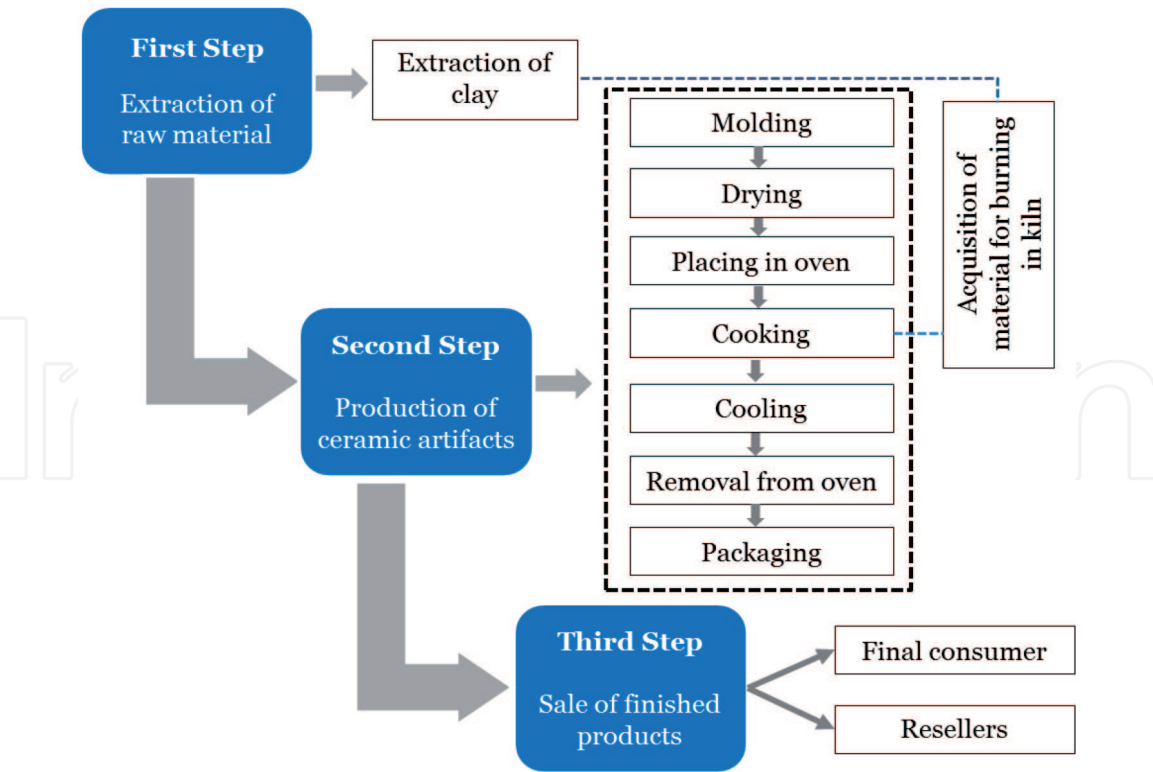 First Step
Extraction of
raw material
Extraction of
clay
Molding
Drying
Placing in oven
Cooking
Cooling
Removal from oven
Packaging
Acquisition of
material for burning
in kiln
Second Step
Production of
ceramic artifacts
Third Step
Sale of finished
products
Final consumer
Resellers